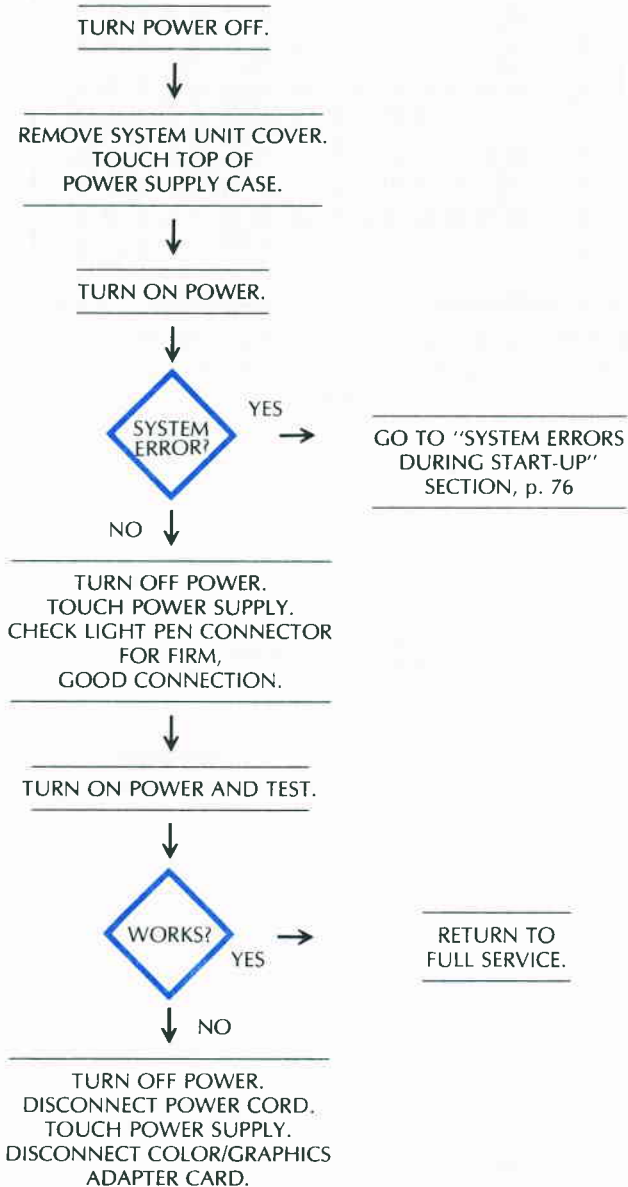 TURN POWER OFF.
REMOVE SYSTEM UNIT COVER.
TOUCH TOP OF
POWER SUPPLY CASE.
TURN ON POWER.
SYSTEM
ERROR?
YES
GO TO "SYSTEM ERRORS
DURING START-UP"
SECTION, p. 76
NO
TURN OFF POWER.
TOUCH POWER SUPPLY.
CHECK LIGHT PEN CONNECTOR
FOR FIRM,
GOOD CONNECTION.
TURN ON POWER AND TEST.
WORKS?
YES
RETURN TO
FULL SERVICE.
NO
TURN OFF POWER.
DISCONNECT POWER CORD.
TOUCH POWER SUPPLY.
DISCONNECT COLOR/GRAPHICS
ADAPTER CARD.